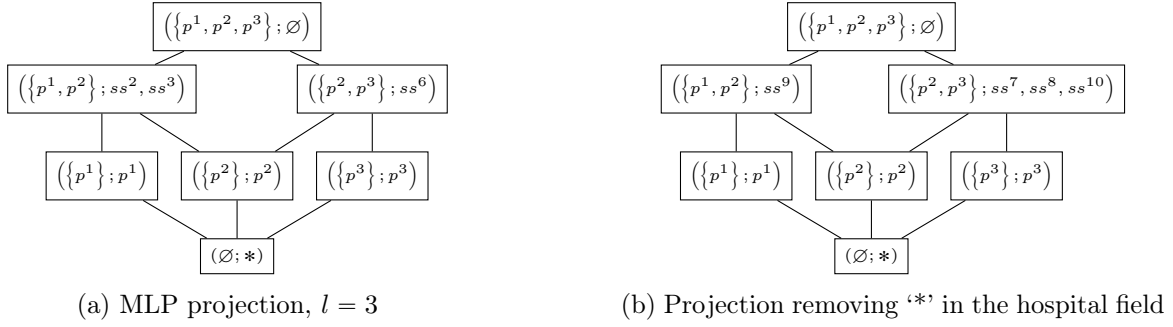 ({p¹, p², p³} ; ∅)
({p¹, p²} ; ss², ss³) ({p², p³} ; ss⁶)
({p¹} ; p¹) ({p²} ; p²) ({p³} ; p³)
(∅; *)
(a) MLP projection, l = 3
({p¹, p², p³} ; ∅)
({p¹, p²} ; ss⁹) ({p², p³} ; ss⁷, ss⁸, ss¹⁰)
({p¹} ; p¹) ({p²} ; p²) ({p³} ; p³)
(∅; *)
(b) Projection removing ‘*’ in the hospital field